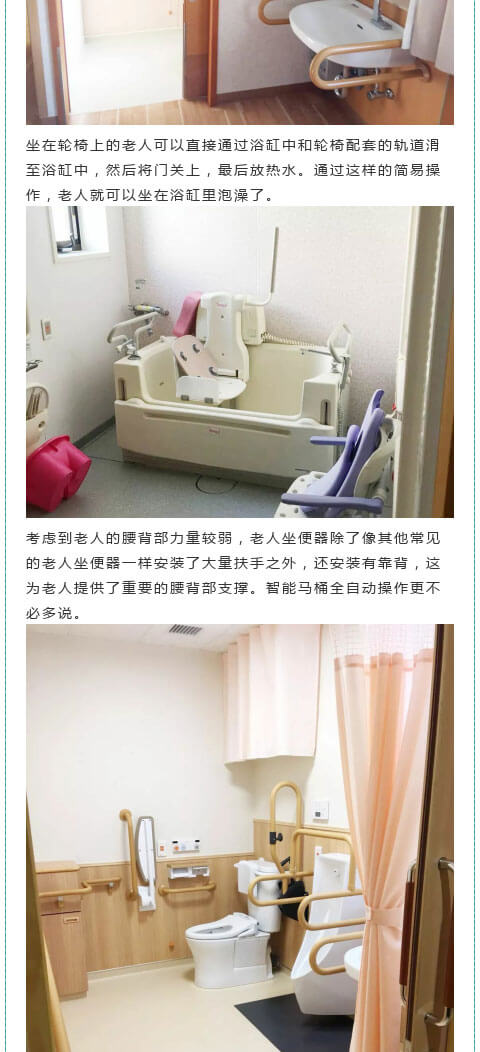 坐在轮椅上的老人可以直接通过浴缸中和轮椅配套的轨道滑
至浴缸中，然后将门关上，最后放热水。通过这样的简易操
作，老人就可以坐在浴缸里泡澡了。
考虑到老人的腰背部力量较弱，老人坐便器除了像其他常见
的老人坐便器一样安装了大量扶手之外，还安装有靠背，这
为老人提供了重要的腰背部支撑。智能马桶全自动操作更不
必多说。